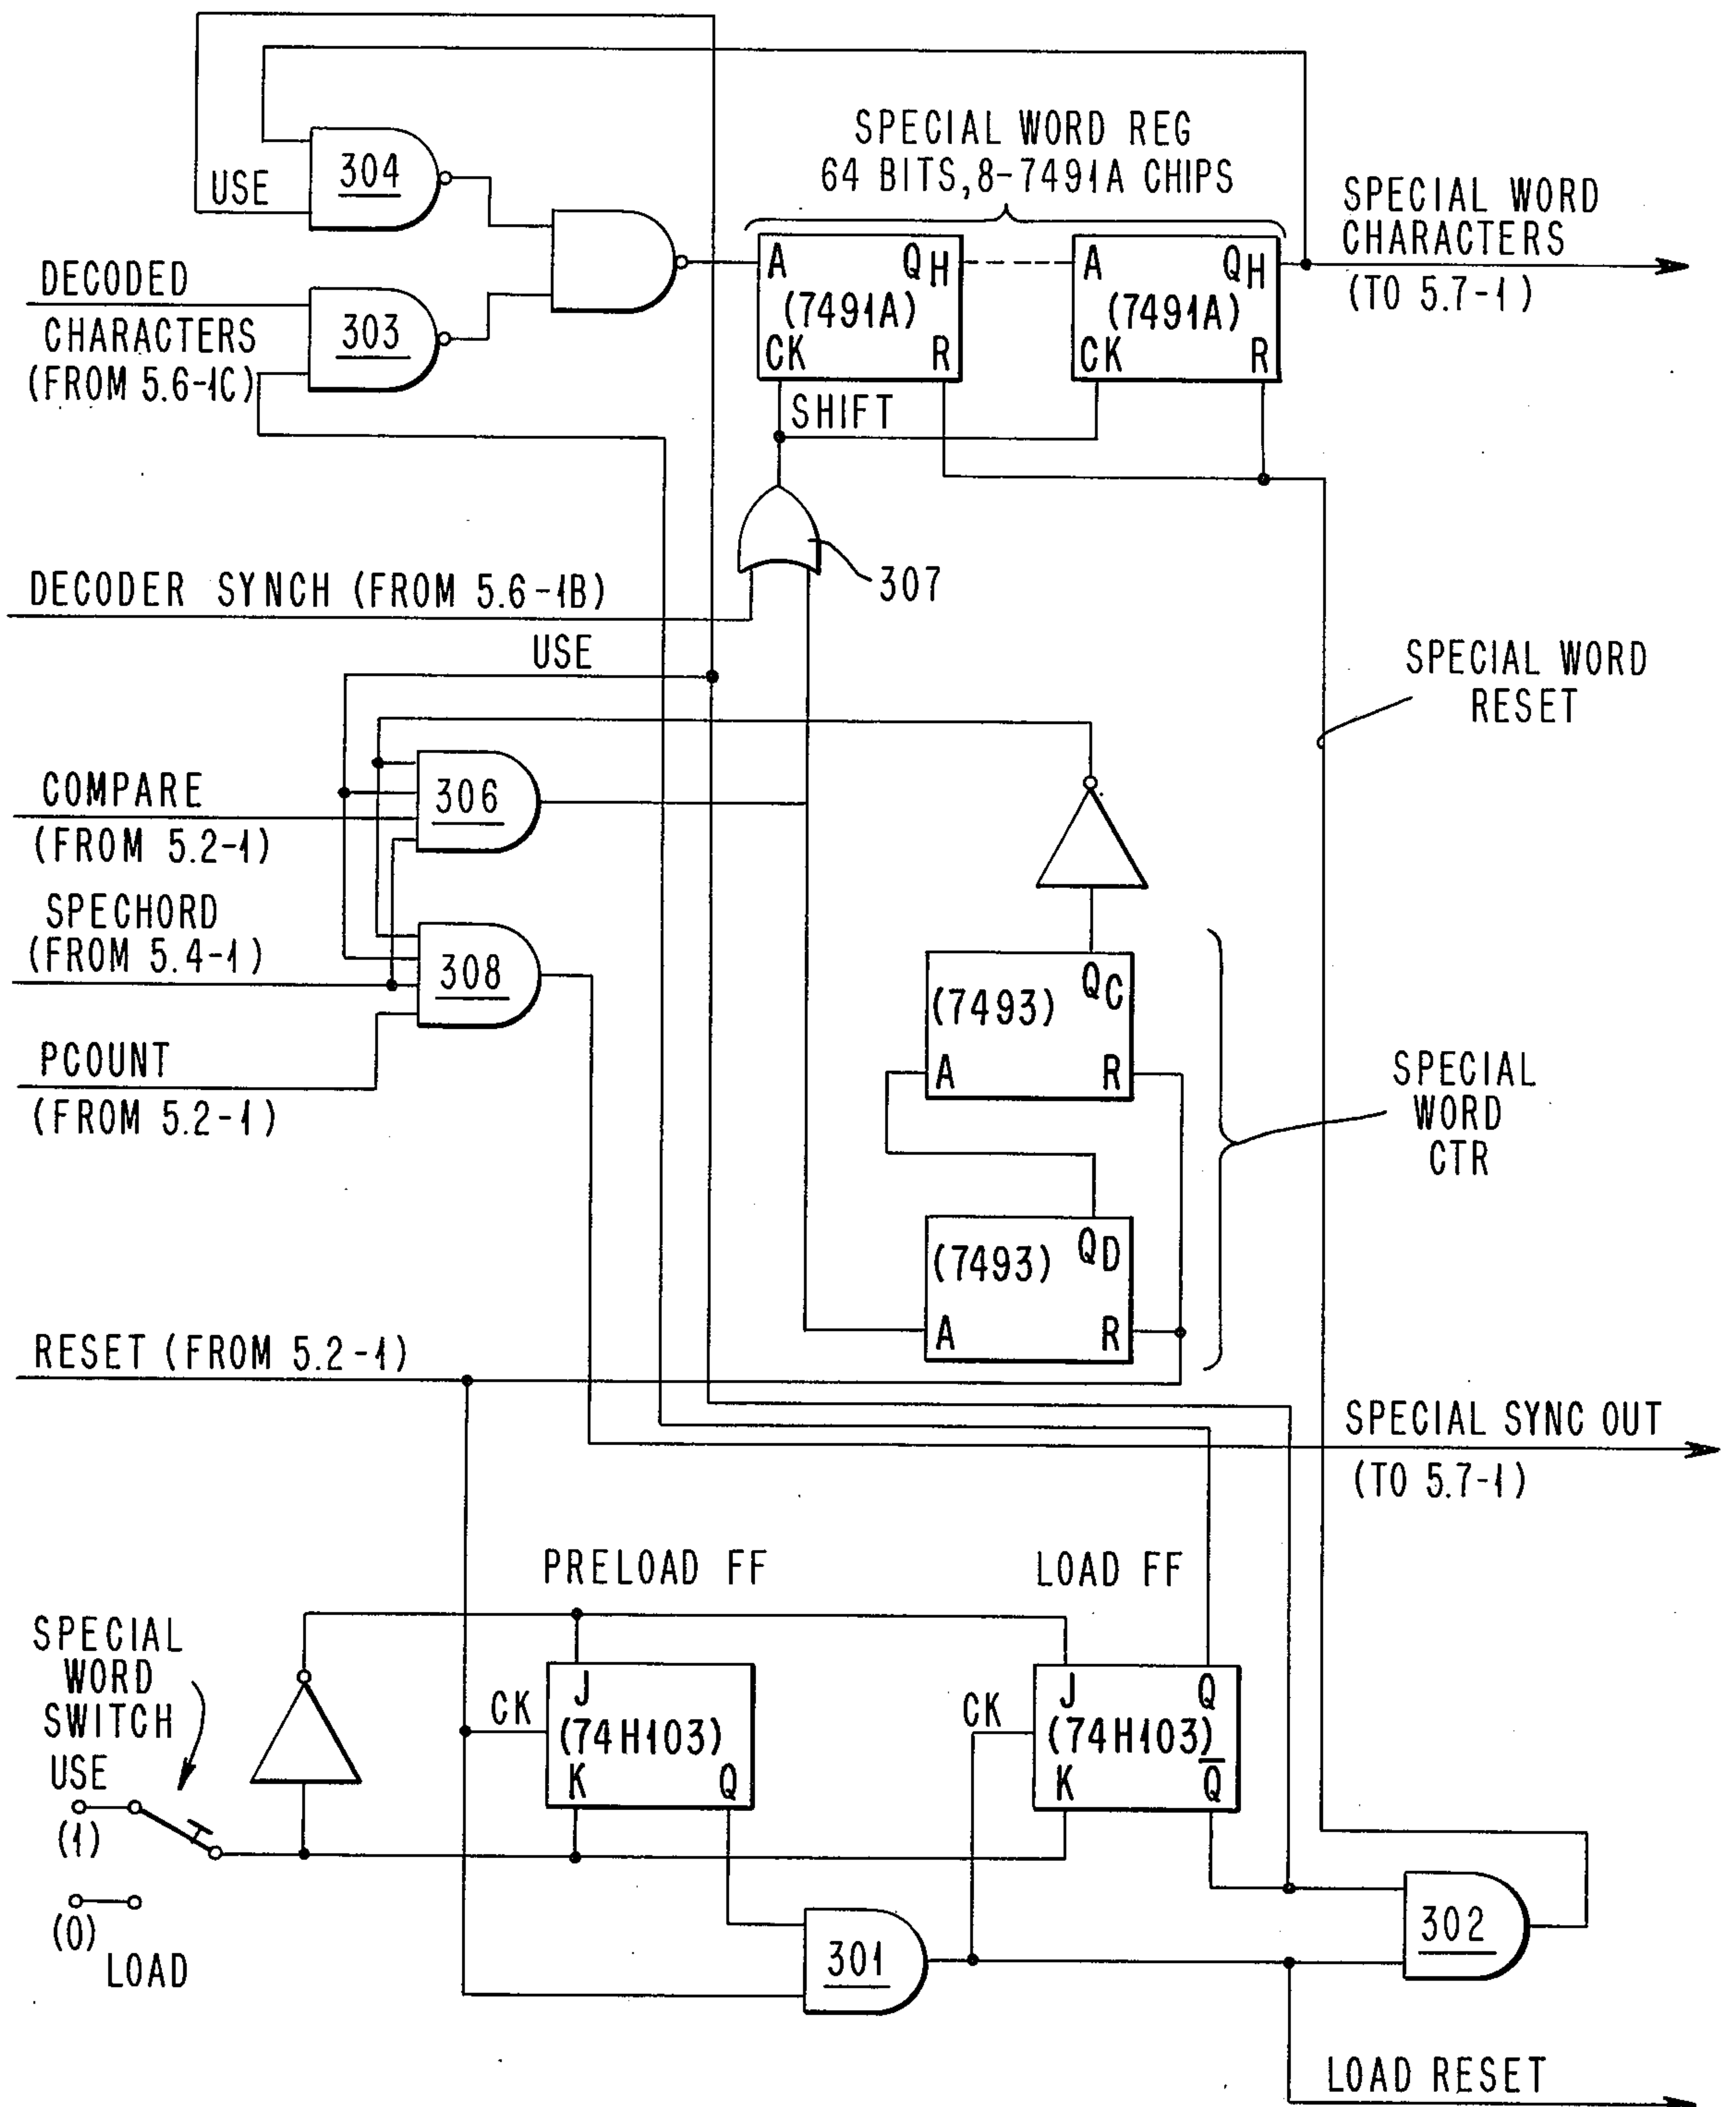 SPECIAL WORD REG
64 BITS, 8-7491A CHIPS
304
USE
SPECIAL WORD
CHARACTERS
(TO 5.7-1)
DECODED
CHARACTERS
(FROM 5.6-1C)
303
A QH
(7491A)
CK R
A QH
(7491A)
CK R
SHIFT
307
DECODER SYNCH (FROM 5.6-1B)
USE
SPECIAL WORD
RESET
COMPARE
(FROM 5.2-1)
306
SPECHORD
(FROM 5.4-1)
308
PCOUNT
(FROM 5.2-1)
QC
(7493)
A R
SPECIAL
WORD
CTR
QD
(7493)
A R
RESET (FROM 5.2-1)
SPECIAL SYNC OUT
(TO 5.7-1)
PRELOAD FF
LOAD FF
SPECIAL
WORD
SWITCH
USE
(1)
(0)
LOAD
CK
J
(74H103)
K Q
CK
J Q
(74H103)
K Q̅
301
302
LOAD RESET